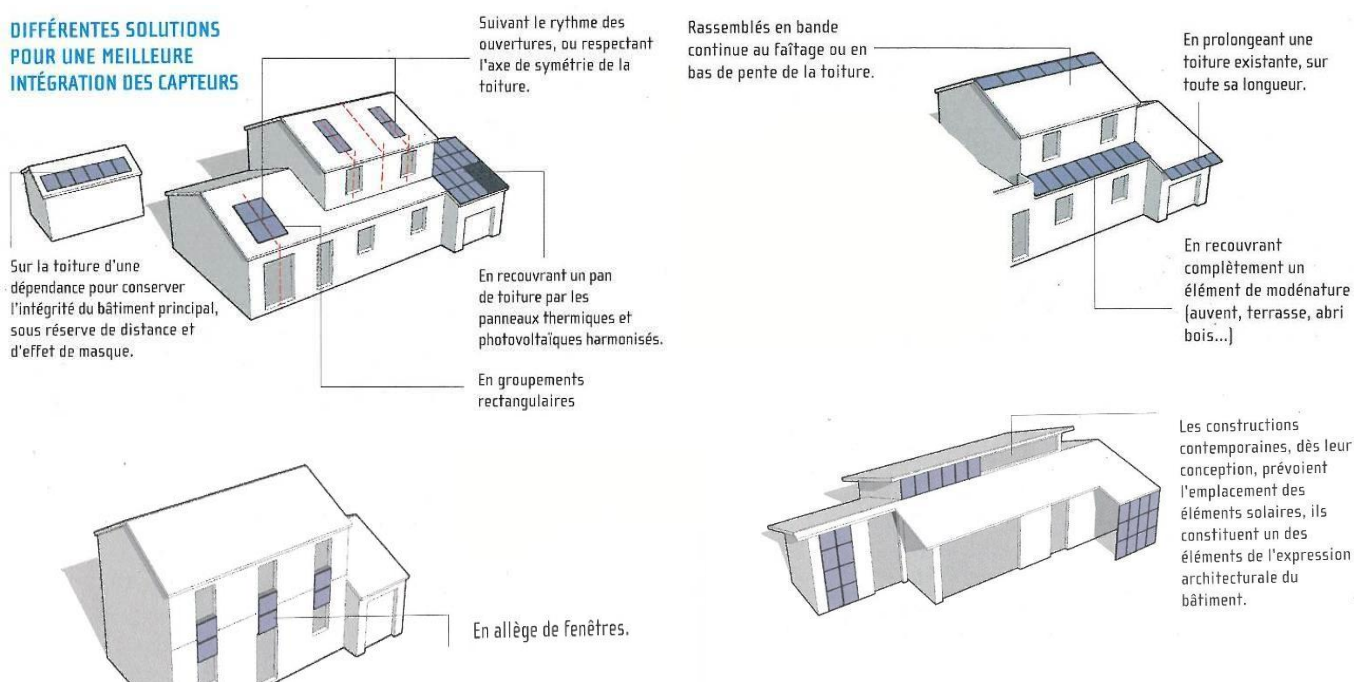 DIFFÉRENTES SOLUTIONS
POUR UNE MEILLEURE
INTÉGRATION DES CAPTEURS
Suivant le rythme des
ouvertures, ou respectant
l'axe de symétrie de la
toiture.
Sur la toiture d'une
dépendance pour conserver
l'intégrité du bâtiment principal,
sous réserve de distance et
d'effet de masque.
En recouvrant un pan
de toiture par les
panneaux thermiques et
photovoltaïques harmonisés.
En groupements
rectangulaires
Rassemblés en bande
continue au faîtage ou en
bas de pente de la toiture.
En prolongeant une
toiture existante, sur
toute sa longueur.
En recouvrant
complètement un
élément de modénature
(auvent, terrasse, abri
bois...)
En allège de fenêtres.
Les constructions
contemporaines, dès leur
conception, prévoient
l'emplacement des
éléments solaires, ils
constituent un des
éléments de l'expression
architecturale du
bâtiment.